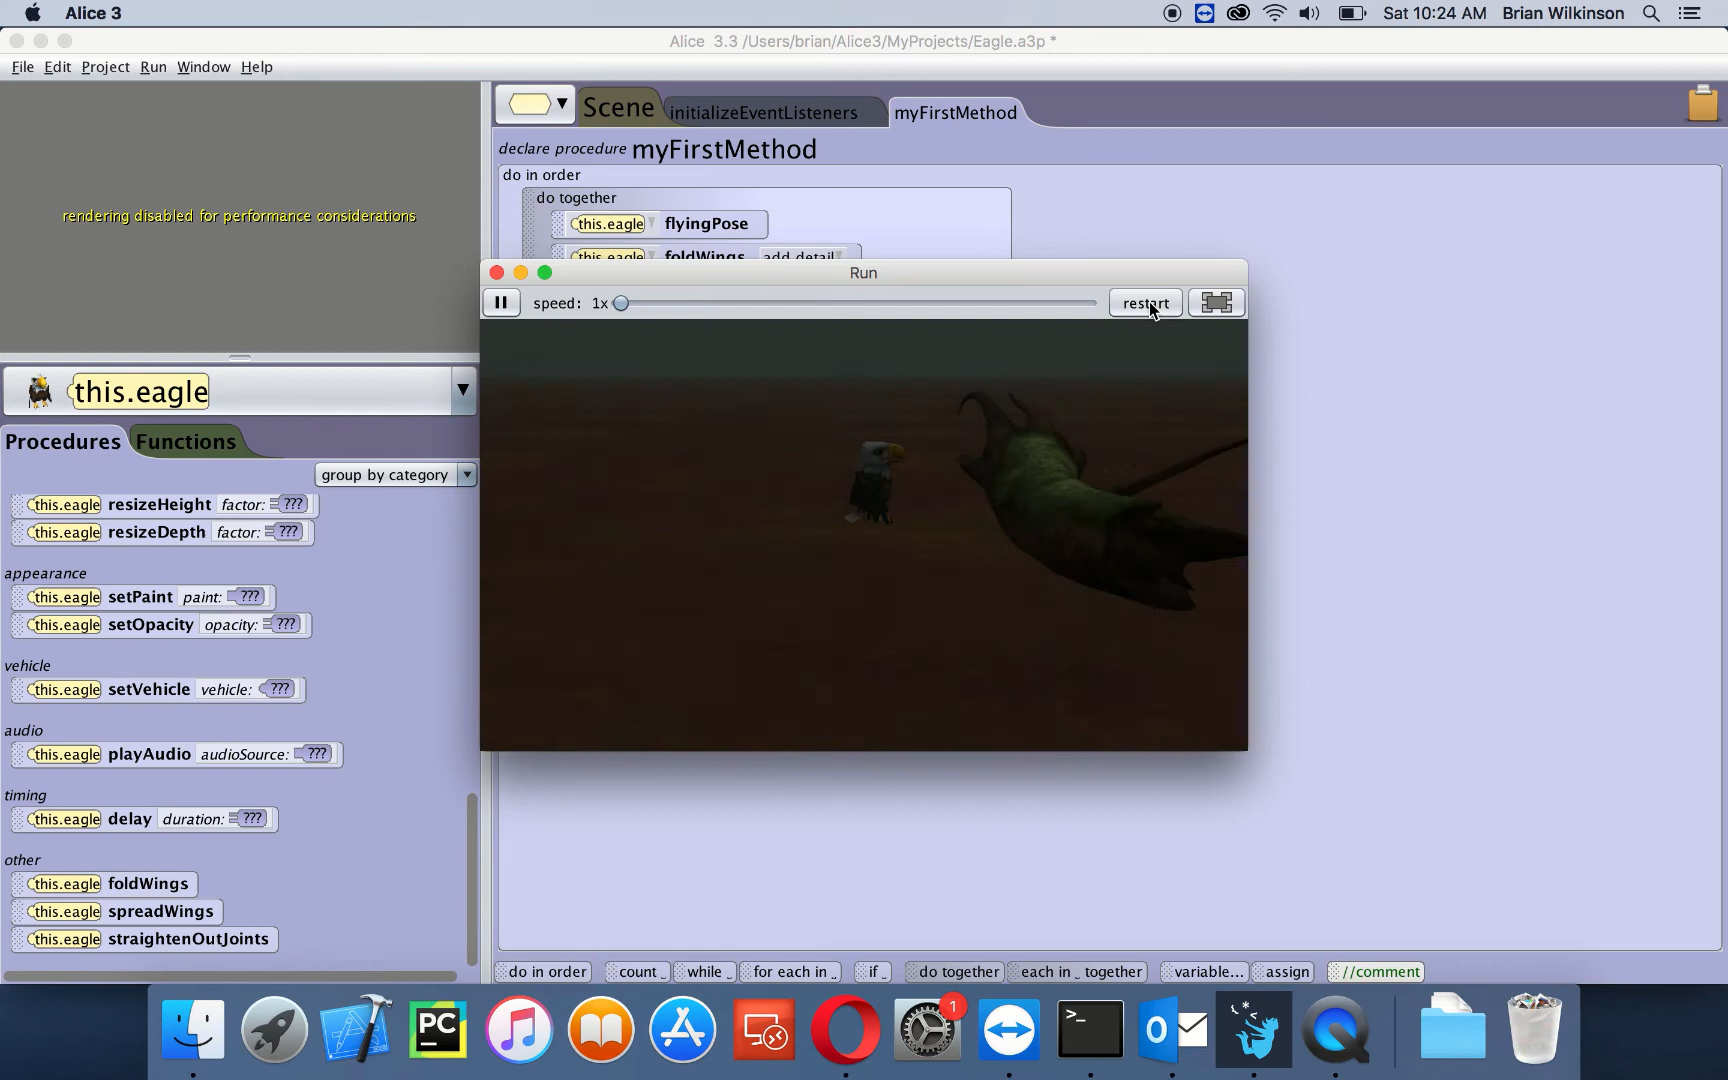 Alice 3
Sat 10:24 AM Brian Wilkinson
Alice 3.3 /Users/brian/Alice3/MyProjects/Eagle.a3p *
File Edit Project Run Window Help
rendering disabled for performance considerations
Scene initializeEventListeners myFirstMethod
declare procedure myFirstMethod
do in order
do together
this.eagle flyingPose
this.eagle foldWings add detail
Run
speed: 1x restart
this.eagle
Procedures Functions
group by category
this.eagle resizeHeight factor: ???
this.eagle resizeDepth factor: ???
appearance
this.eagle setPaint paint: ???
this.eagle setOpacity opacity: ???
vehicle
this.eagle setVehicle vehicle: ???
audio
this.eagle playAudio audioSource: ???
timing
this.eagle delay duration: ???
other
this.eagle foldWings
this.eagle spreadWings
this.eagle straightenOutJoints
do in order count _ while _ for each in _ if _ do together each in _ together variable... assign //comment
PC
1
>_
O